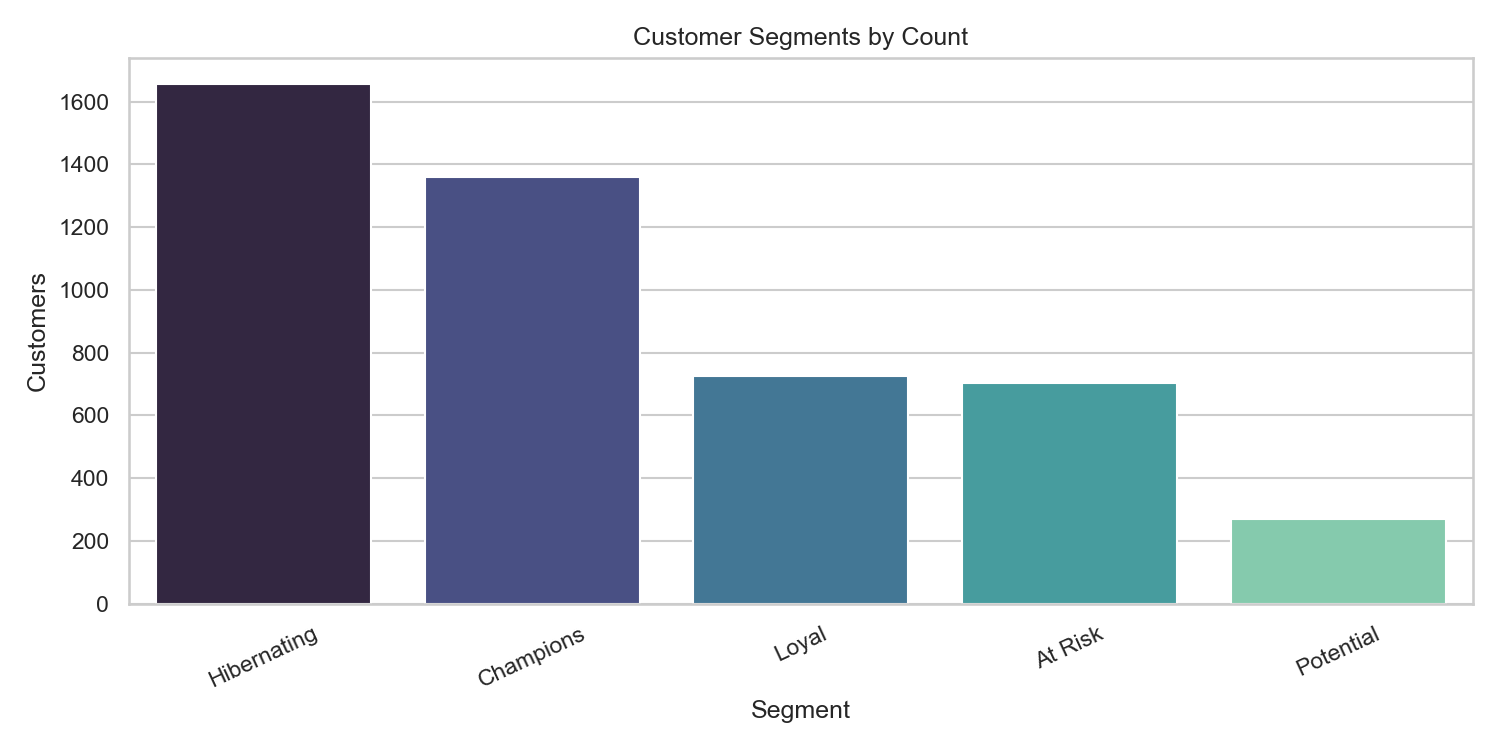 Customer Segments by Count
Customers
1600
1400
1200
1000
800
600
400
200
0
Hibernating
Champions
Loyal
At Risk
Potential
Segment